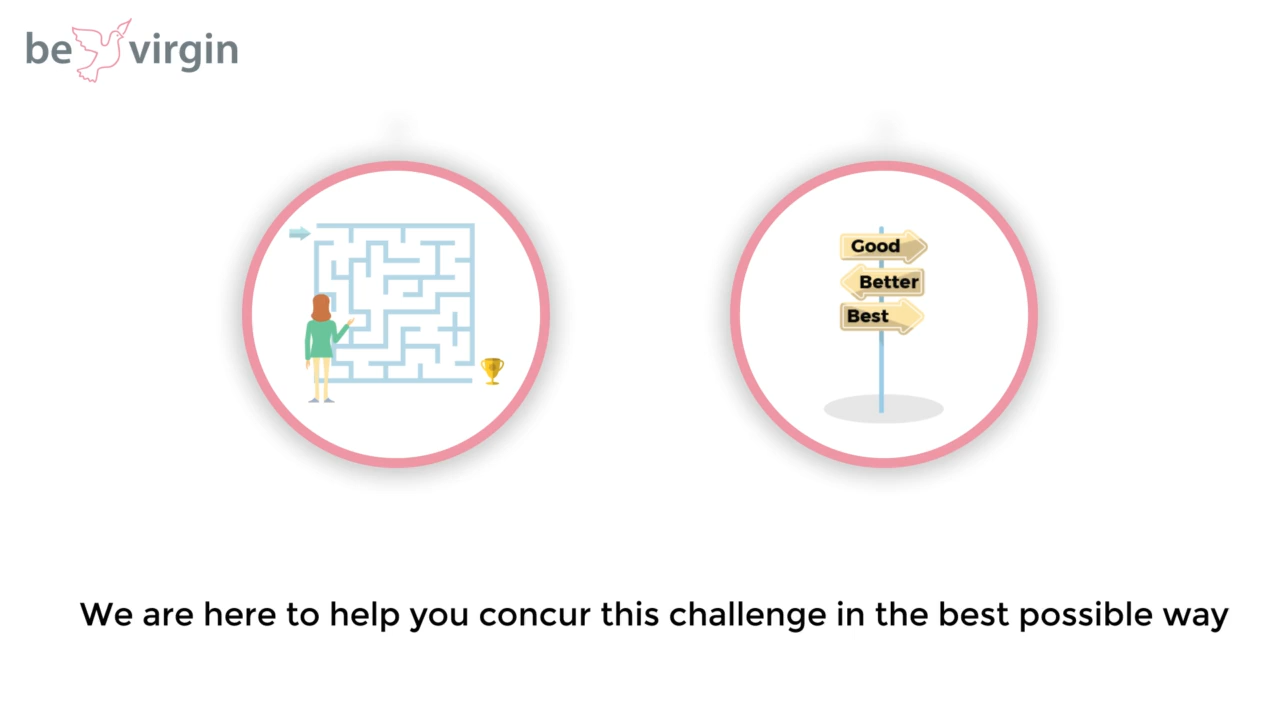 be virgin
Good
Better
Best
We are here to help you concur this challenge in the best possible way